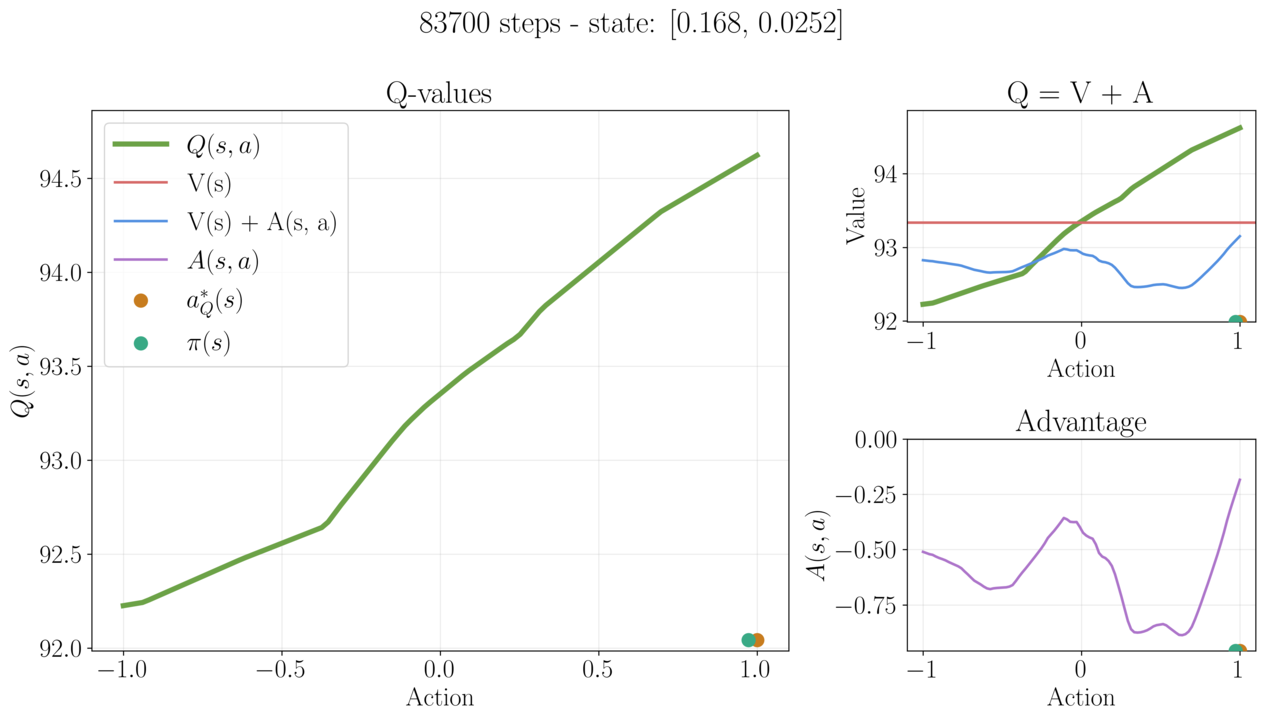 83700 steps - state: [0.168, 0.0252]
Q-values
Q(s, a)
94.5
94.0
93.5
93.0
92.5
92.0
−1.0 −0.5 0.0 0.5 1.0
Action
Q(s, a)
V(s)
V(s) + A(s, a)
A(s, a)
a*Q(s)
π(s)
Q = V + A
Value
94
93
92
−1 0 1
Action
Advantage
A(s, a)
0.00
−0.25
−0.50
−0.75
−1 0 1
Action